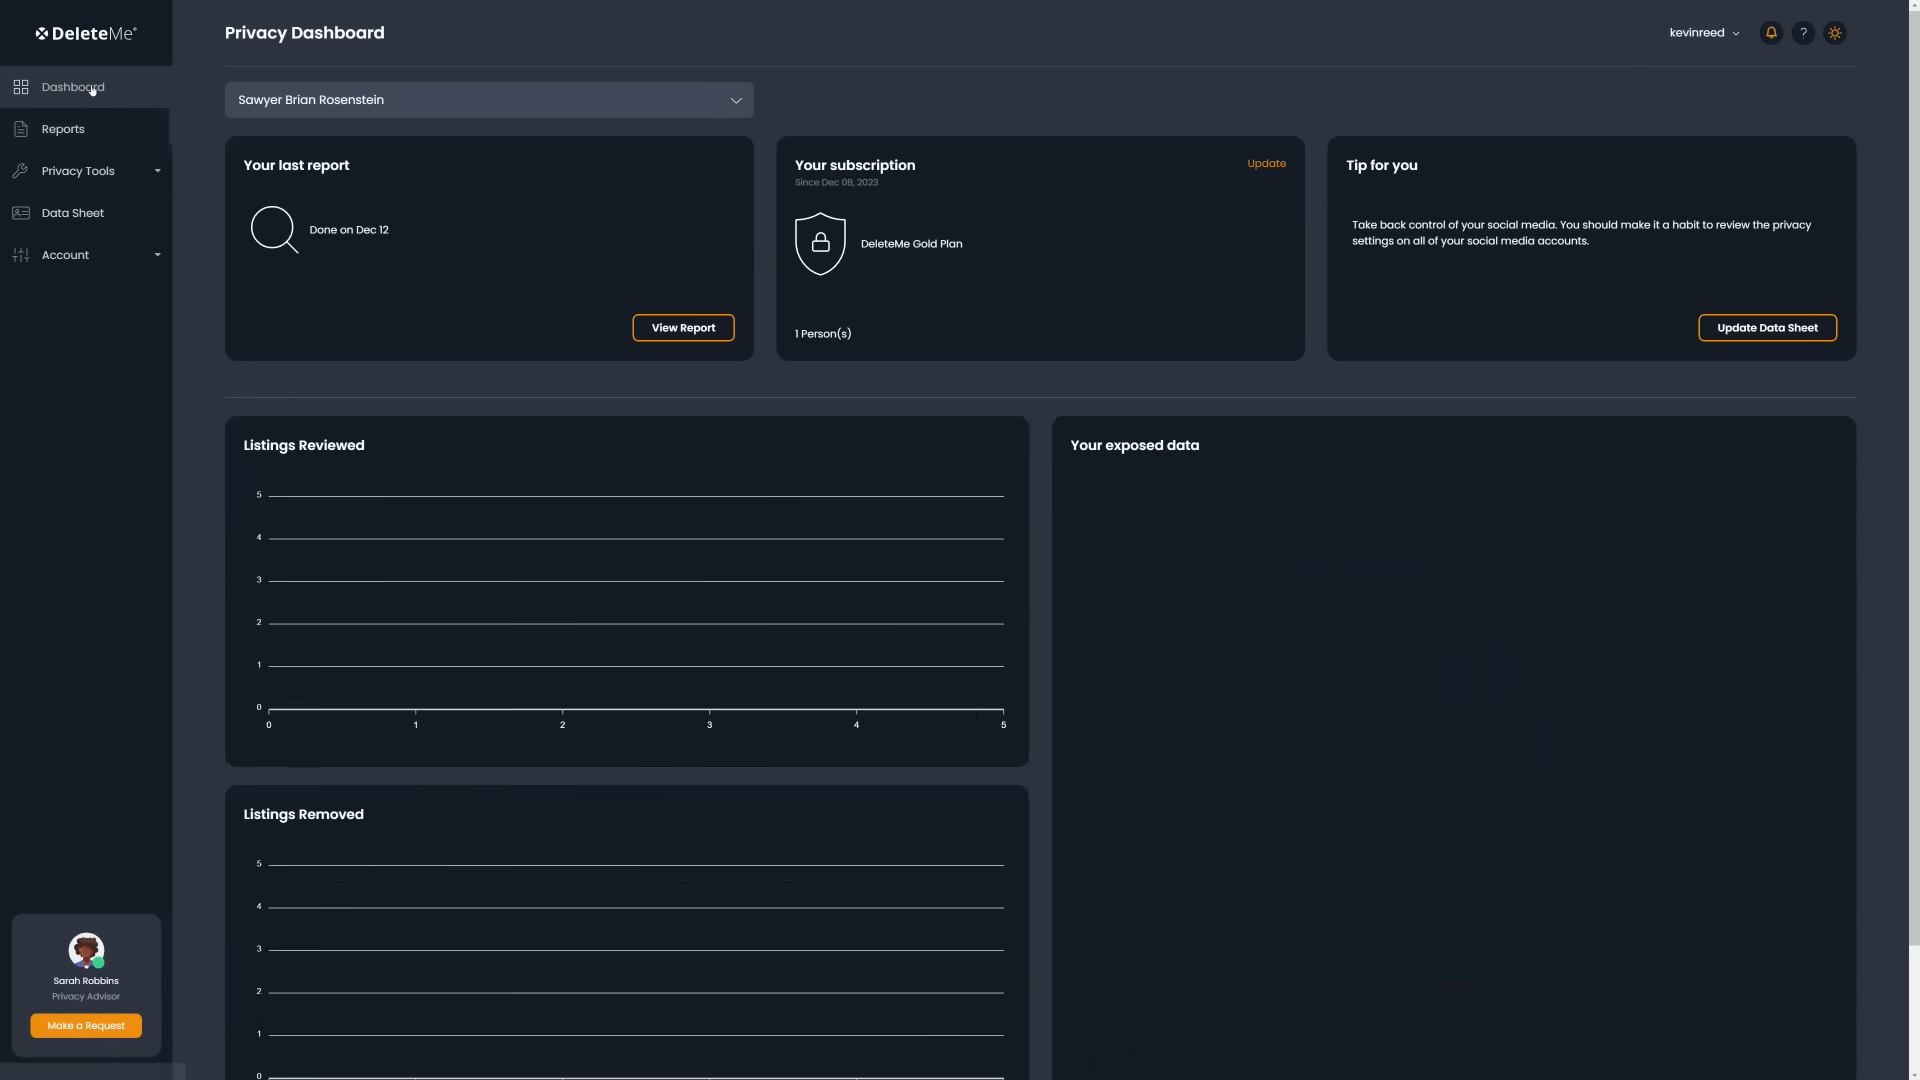 DeleteMe
Privacy Dashboard
kevinreed
?
Dashboard
Reports
Privacy Tools
Data Sheet
Account
Sawyer Brian Rosenstein
Your last report
Done on Dec 12
View Report
Your subscription
Update
Since Dec 08, 2023
DeleteMe Gold Plan
1 Person(s)
Tip for you
Take back control of your social media. You should make it a habit to review the privacy
settings on all of your social media accounts.
Update Data Sheet
Listings Reviewed
5
4
3
2
1
0
0 1 2 3 4 5
Your exposed data
Listings Removed
5
4
3
2
1
0
Sarah Robbins
Privacy Advisor
Make a Request